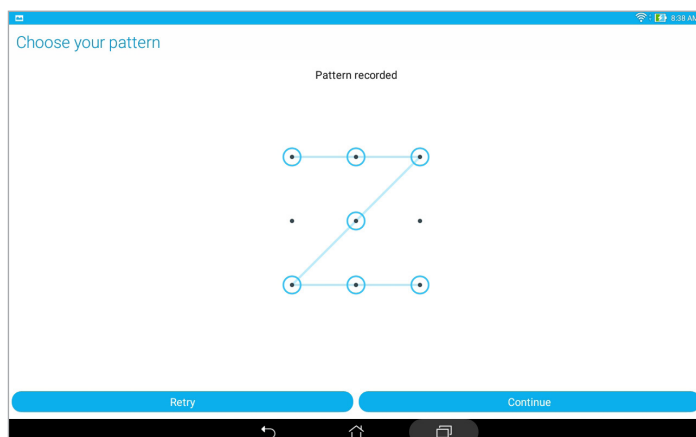 8:38 AM
Choose your pattern
Pattern recorded
Retry
Continue